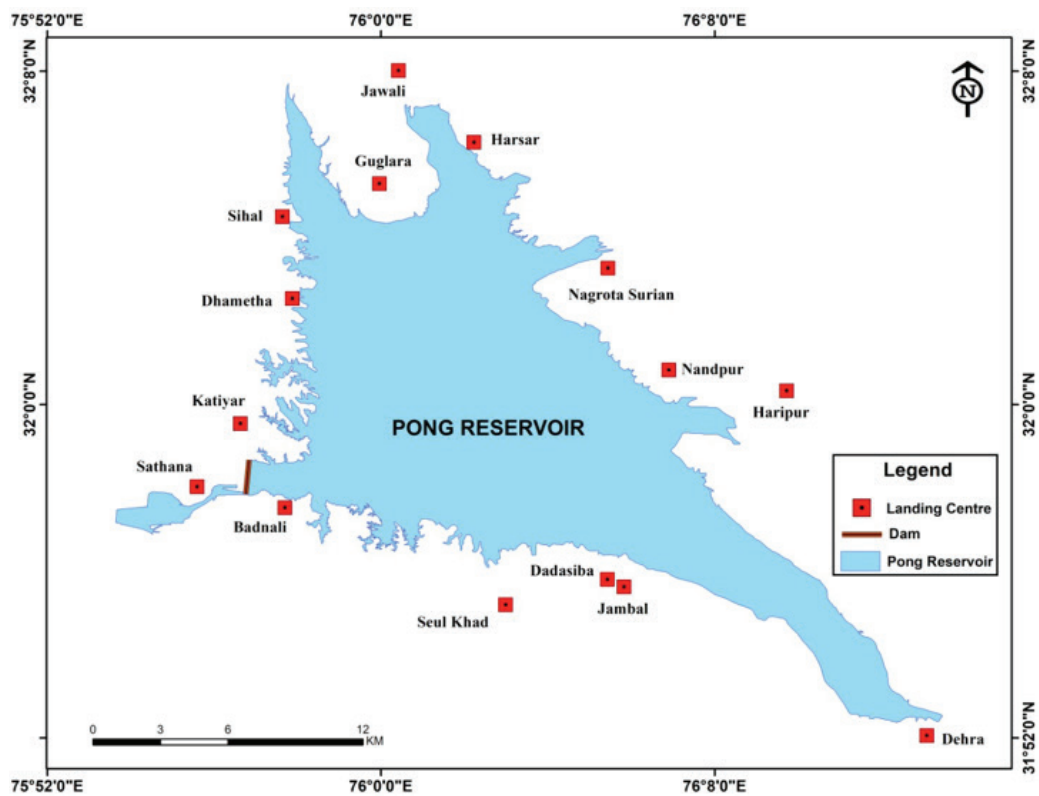 75°52'0"E
76°0'0"E
76°8'0"E
32°8'0"N
32°8'0"N
N
Jawali
Harsar
Guglara
Sihal
Nagrota Surian
Dhametha
Nandpur
Katiyar
Haripur
32°0'0"N
32°0'0"N
PONG RESERVOIR
Sathana
Badnali
Legend
Landing Centre
Dam
Pong Reservoir
Dadasiba
Jambal
Seul Khad
0 3 6 12
KM
Dehra
31°52'0"N
75°52'0"E
76°0'0"E
76°8'0"E